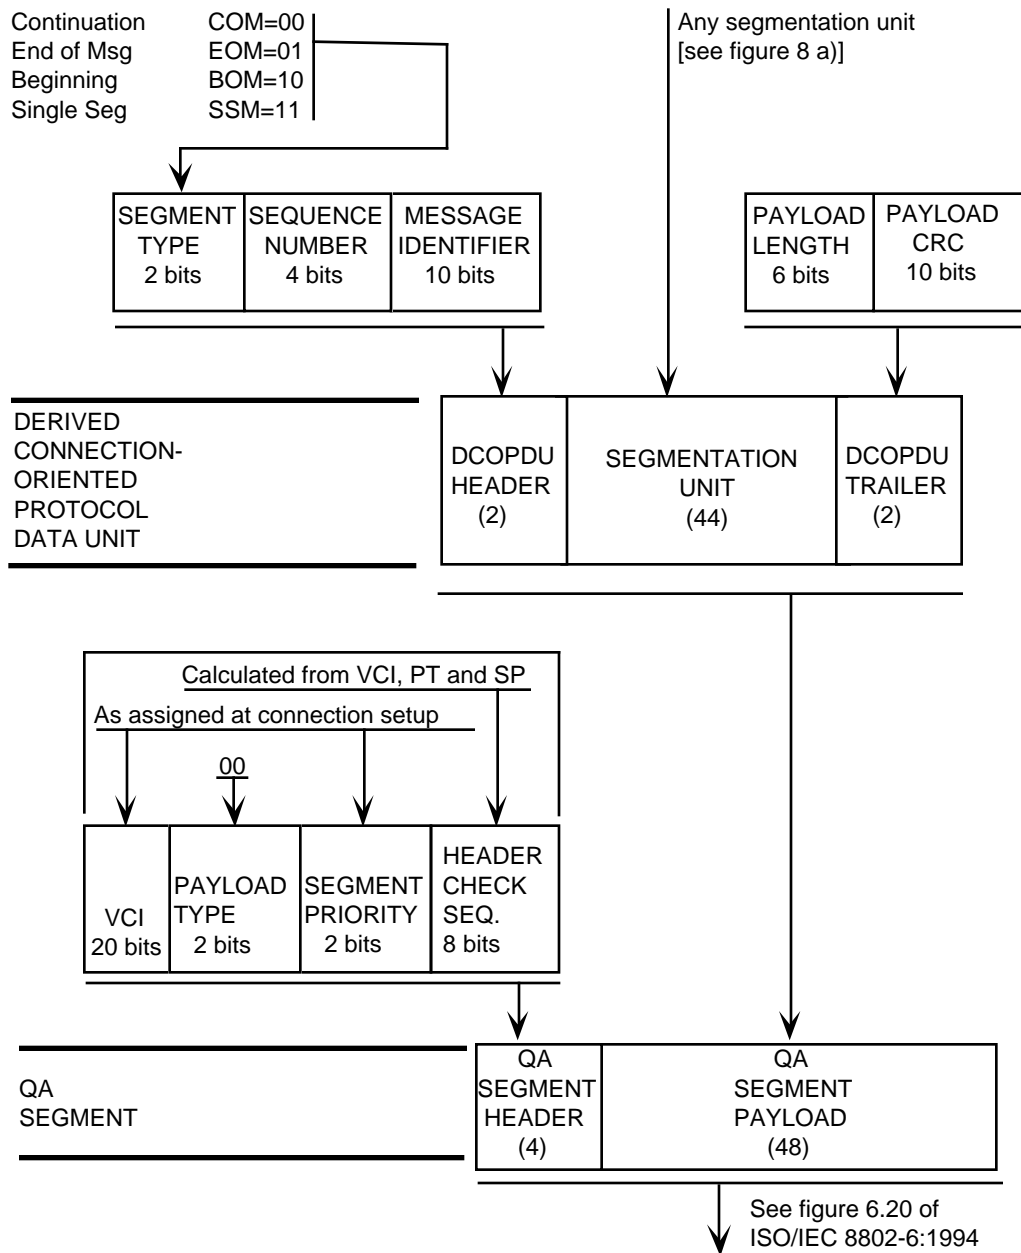 Continuation COM=00
End of Msg EOM=01
Beginning BOM=10
Single Seg SSM=11
Any segmentation unit
[see figure 8 a)]
SEGMENT
TYPE
2 bits
SEQUENCE
NUMBER
4 bits
MESSAGE
IDENTIFIER
10 bits
PAYLOAD
LENGTH
6 bits
PAYLOAD
CRC
10 bits
DERIVED
CONNECTION-
ORIENTED
PROTOCOL
DATA UNIT
DCOPDU
HEADER
(2)
SEGMENTATION
UNIT
(44)
DCOPDU
TRAILER
(2)
Calculated from VCI, PT and SP
As assigned at connection setup
00
VCI
20 bits
PAYLOAD
TYPE
2 bits
SEGMENT
PRIORITY
2 bits
HEADER
CHECK
SEQ.
8 bits
QA
SEGMENT
QA
SEGMENT
HEADER
(4)
QA
SEGMENT
PAYLOAD
(48)
See figure 6.20 of
ISO/IEC 8802-6:1994